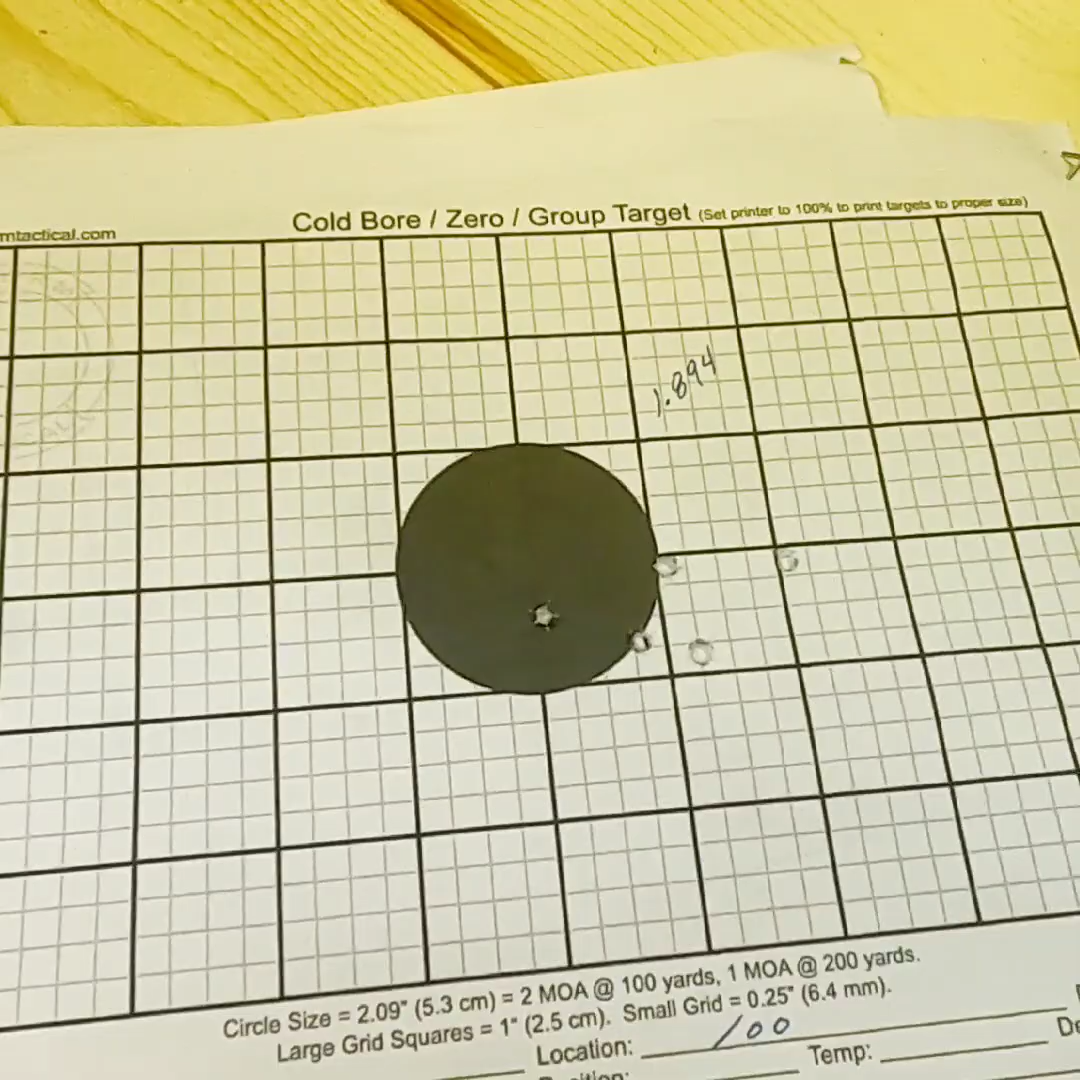 mtactical.com
Cold Bore / Zero / Group Target (Set printer to 100% to print targets to proper size)
1.894
Circle Size = 2.09" (5.3 cm) = 2 MOA @ 100 yards, 1 MOA @ 200 yards.
Large Grid Squares = 1" (2.5 cm). Small Grid = 0.25" (6.4 mm).
Location: 100
Temp: